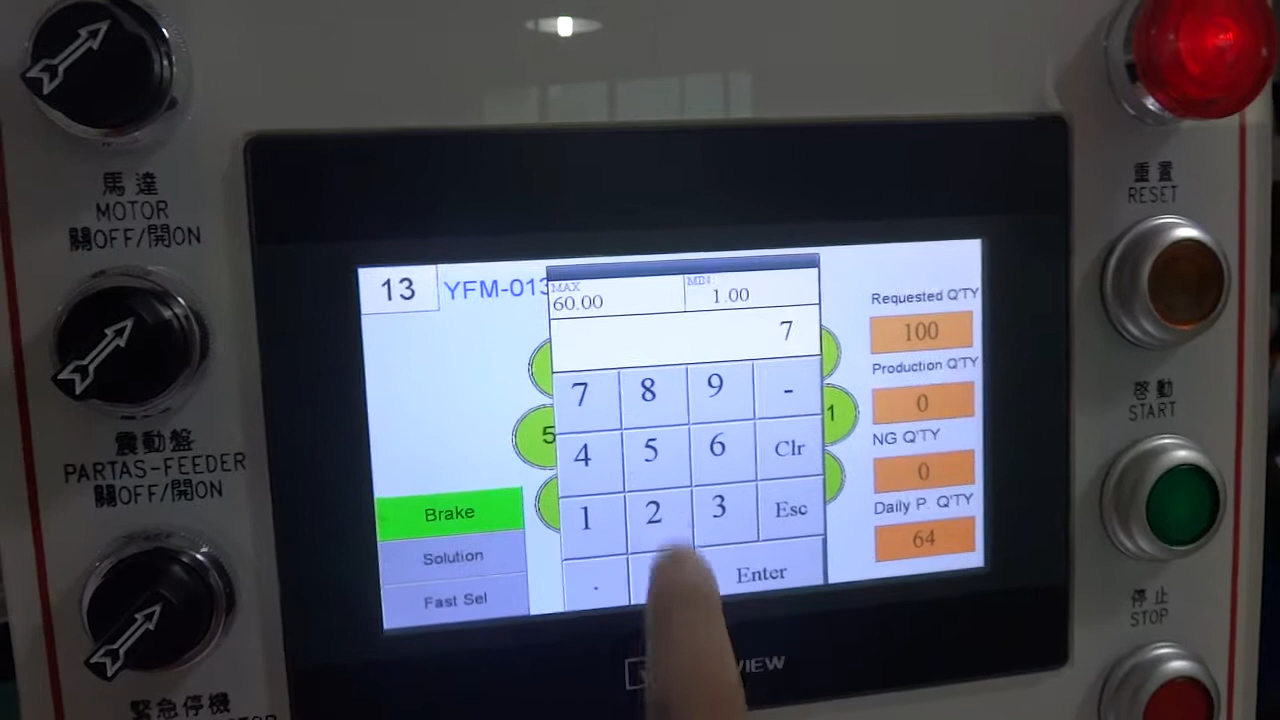 馬達
MOTOR
關OFF/開ON
震動盤
PARTAS-FEEDER
關OFF/開ON
緊急停機
13
YFM-013
MAX
60.00
MIN
1.00
7
7 8 9 -
4 5 6 Clr
1 2 3 Esc
. Enter
5
1
Brake
Solution
Fast Sel
Requested Q'TY
100
Production Q'TY
0
NG Q'TY
0
Daily P. Q'TY
64
VIEW
重置
RESET
啓動
START
停止
STOP